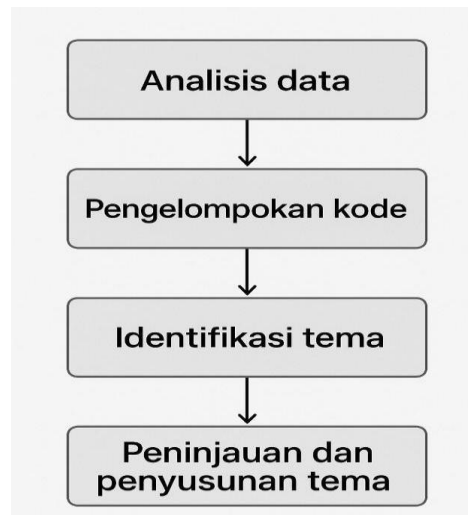 Analisis data
Pengelompokan kode
Identifikasi tema
Peninjauan dan
penyusunan tema